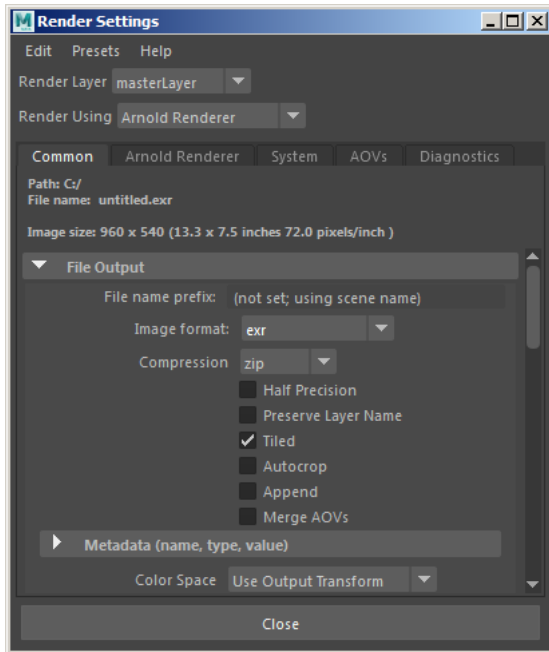 Render Settings
Edit Presets Help
Render Layer masterLayer
Render Using Arnold Renderer
Common Arnold Renderer System AOVs Diagnostics
Path: C:/
File name: untitled.exr
Image size: 960 x 540 (13.3 x 7.5 inches 72.0 pixels/inch )
File Output
File name prefix: (not set; using scene name)
Image format: exr
Compression zip
Half Precision
Preserve Layer Name
Tiled
Autocrop
Append
Merge AOVs
Metadata (name, type, value)
Color Space Use Output Transform
Close